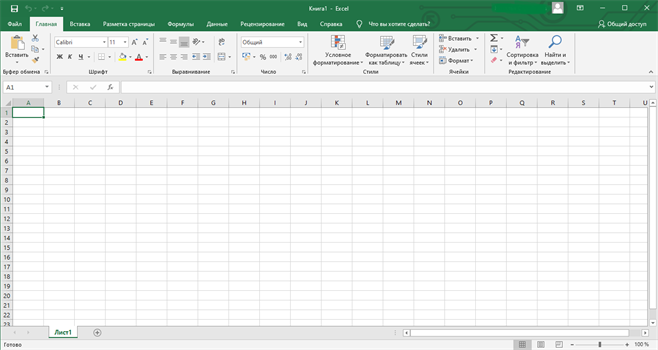 Книга1 - Excel
Файл Главная Вставка Разметка страницы Формулы Данные Рецензирование Вид Справка Что вы хотите сделать? Общий доступ
Вставить
Calibri 11
Ж К Ч
Общий
% 000
Условное форматирование
Форматировать как таблицу
Стили ячеек
Вставить
Удалить
Формат
Сортировка и фильтр
Найти и выделить
Буфер обмена Шрифт Выравнивание Число Стили Ячейки Редактирование
A1 fx
A B C D E F G H I J K L M N O P Q R S T U
1
2
3
4
5
6
7
8
9
10
11
12
13
14
15
16
17
18
19
20
21
22
23
Лист1
Готово 100 %